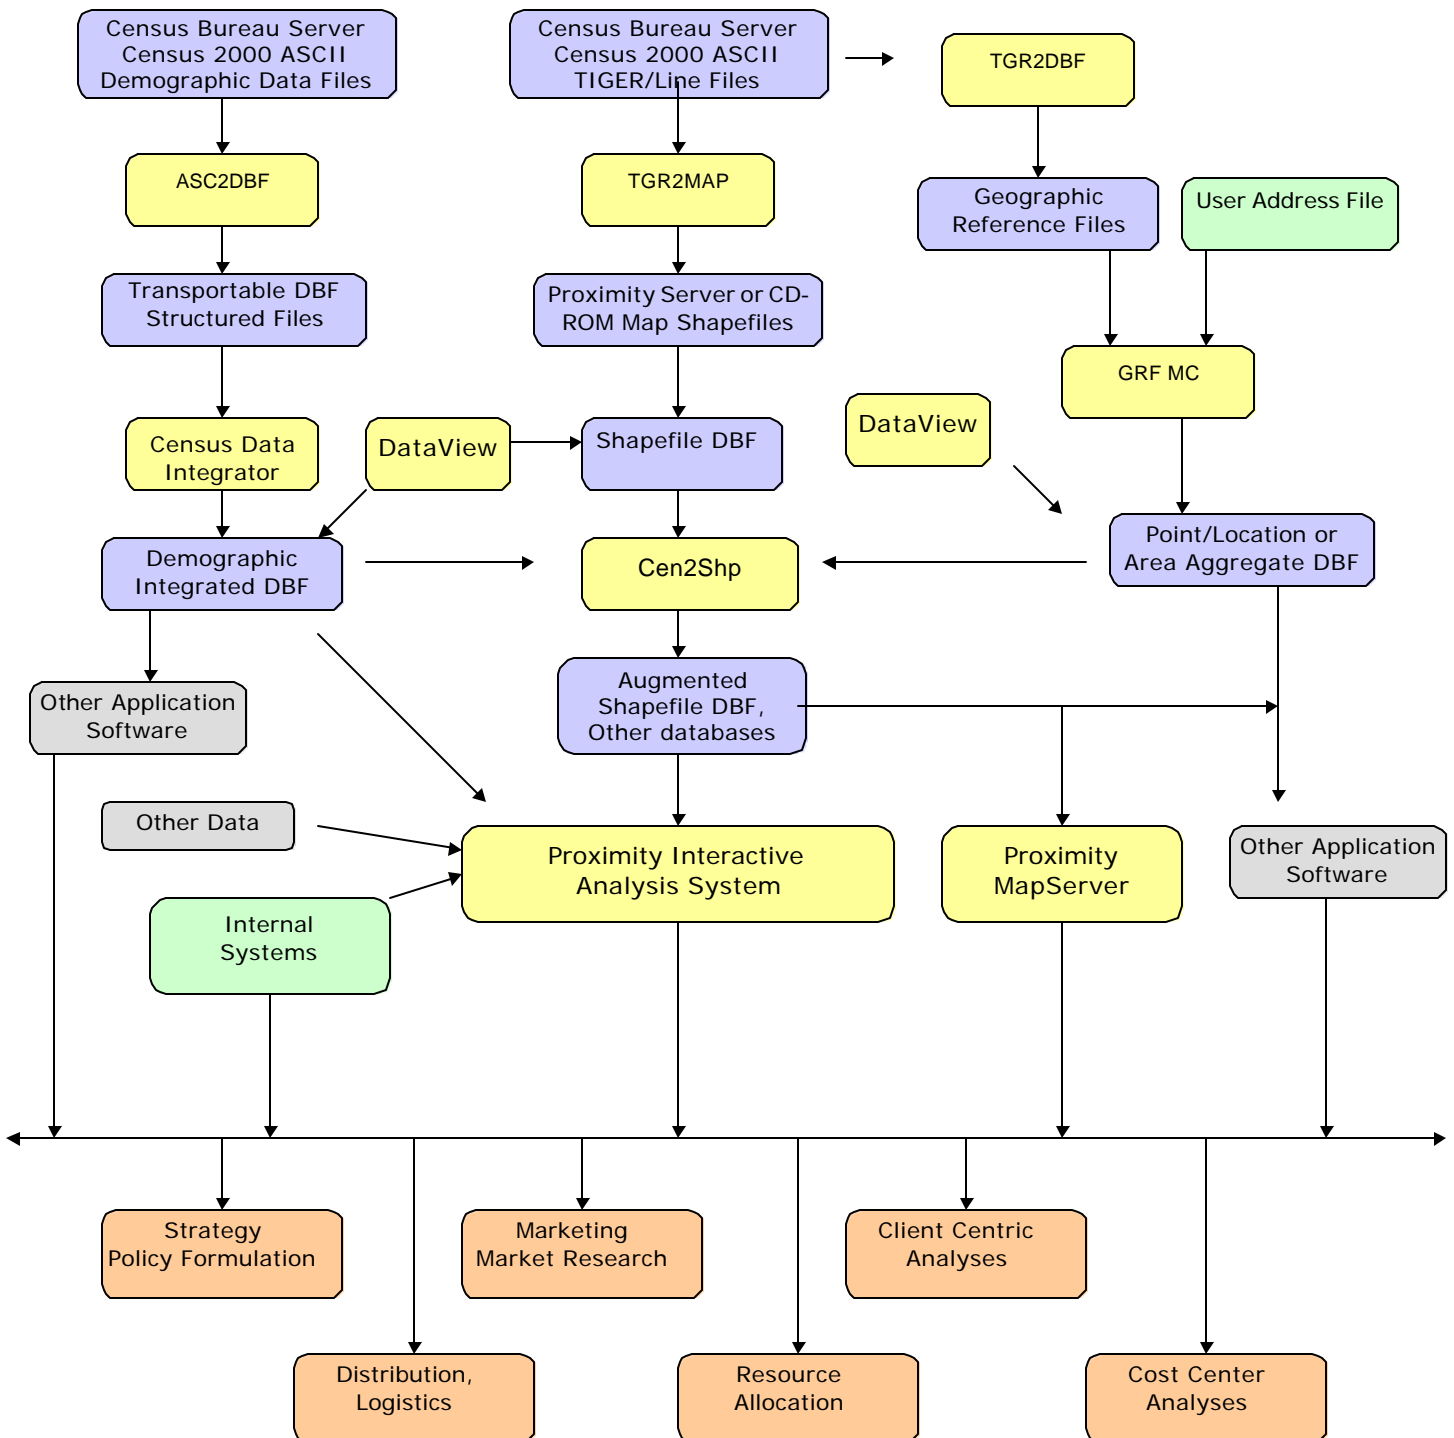 Census Bureau Server
Census 2000 ASCII
Demographic Data Files
Census Bureau Server
Census 2000 ASCII
TIGER/Line Files
TGR2DBF
ASC2DBF
TGR2MAP
Geographic
Reference Files
User Address File
Transportable DBF
Structured Files
Proximity Server or CD-
ROM Map Shapefiles
GRF MC
Census Data
Integrator
DataView
Shapefile DBF
DataView
Demographic
Integrated DBF
Cen2Shp
Point/Location or
Area Aggregate DBF
Other Application
Software
Augmented
Shapefile DBF,
Other databases
Other Data
Proximity Interactive
Analysis System
Proximity
MapServer
Other Application
Software
Internal
Systems
Strategy
Policy Formulation
Marketing
Market Research
Client Centric
Analyses
Distribution,
Logistics
Resource
Allocation
Cost Center
Analyses